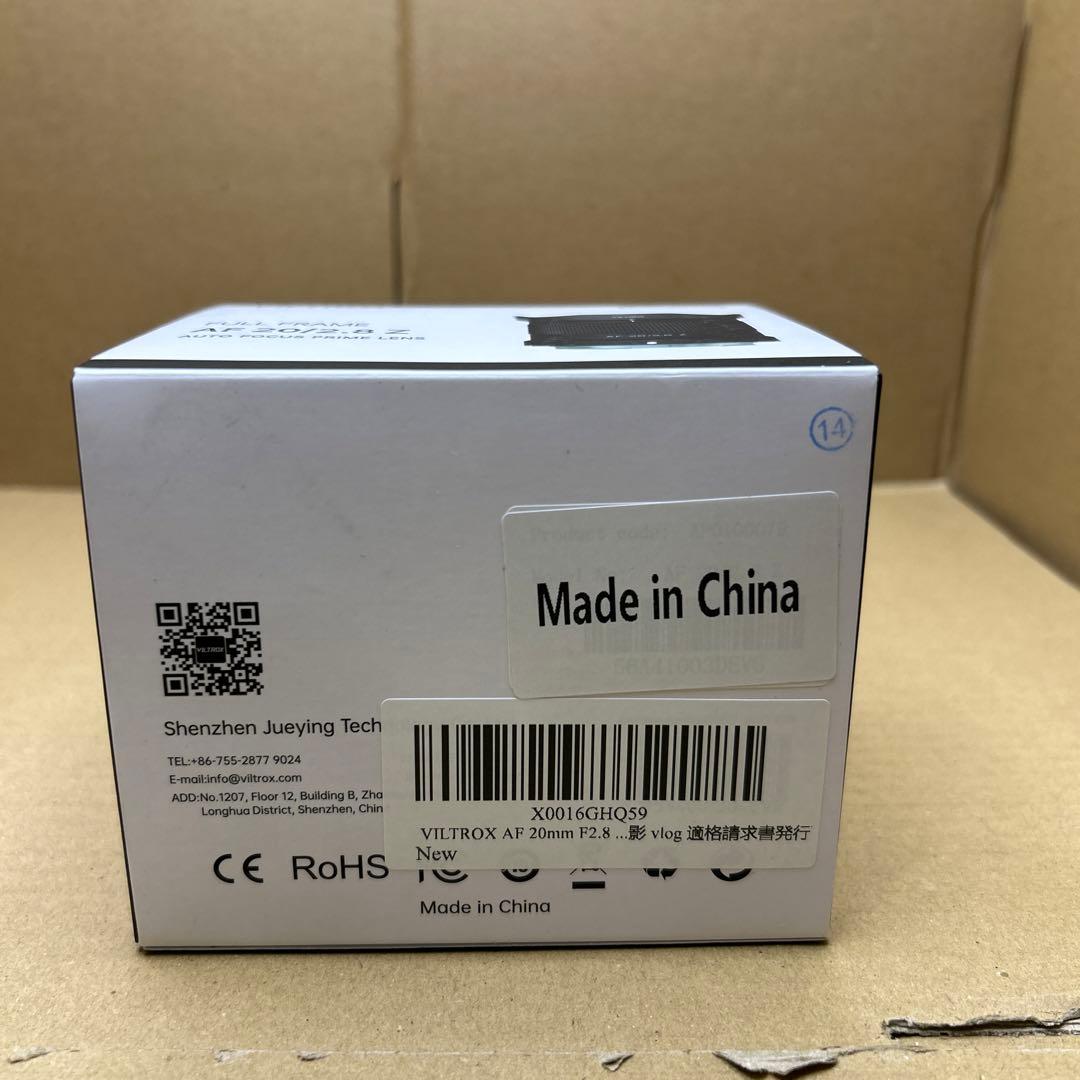 FULL FRAME
AF 20/2.8 Z
AUTO FOCUS PRIME LENS
14
Product code:
Made in China
VILTROX
Shenzhen Jueying Tech
TEL:+86-755-2877 9024
E-mail:info@viltrox.com
ADD:No.1207, Floor 12, Building B, Zha
Longhua District, Shenzhen, Chin
X0016GHQ59
VILTROX AF 20mm F2.8 ...影 vlog 適格請求書発行
New
CE RoHS
Made in China